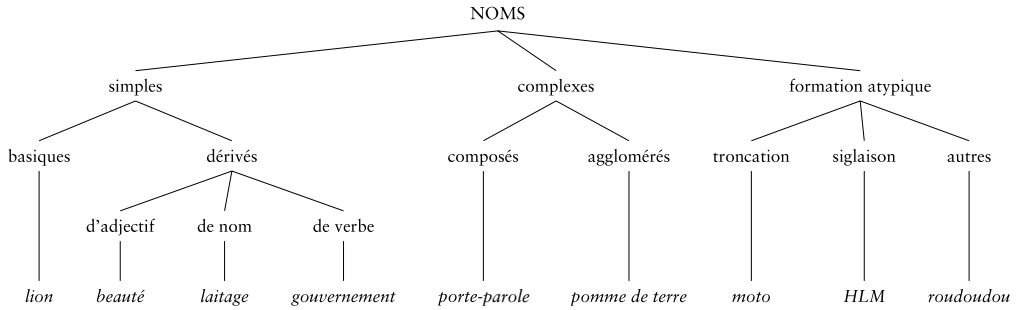 NOMS
simples complexes formation atypique
basiques dérivés composés agglomérés troncation siglaison autres
d’adjectif de nom de verbe
lion beauté laitage gouvernement porte-parole pomme de terre moto HLM roudoudou